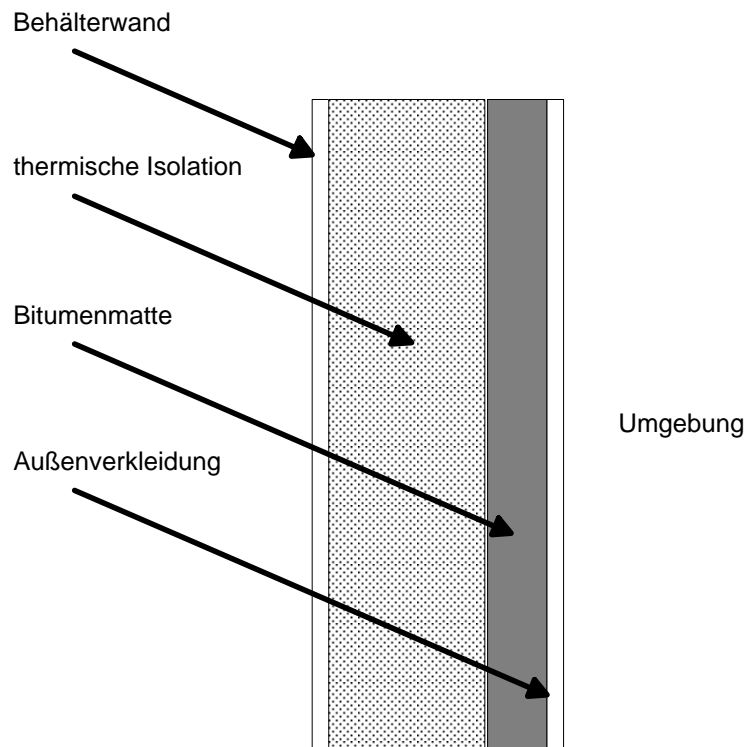 Behälterwand
thermische Isolation
Bitumenmatte
Umgebung
Außenverkleidung